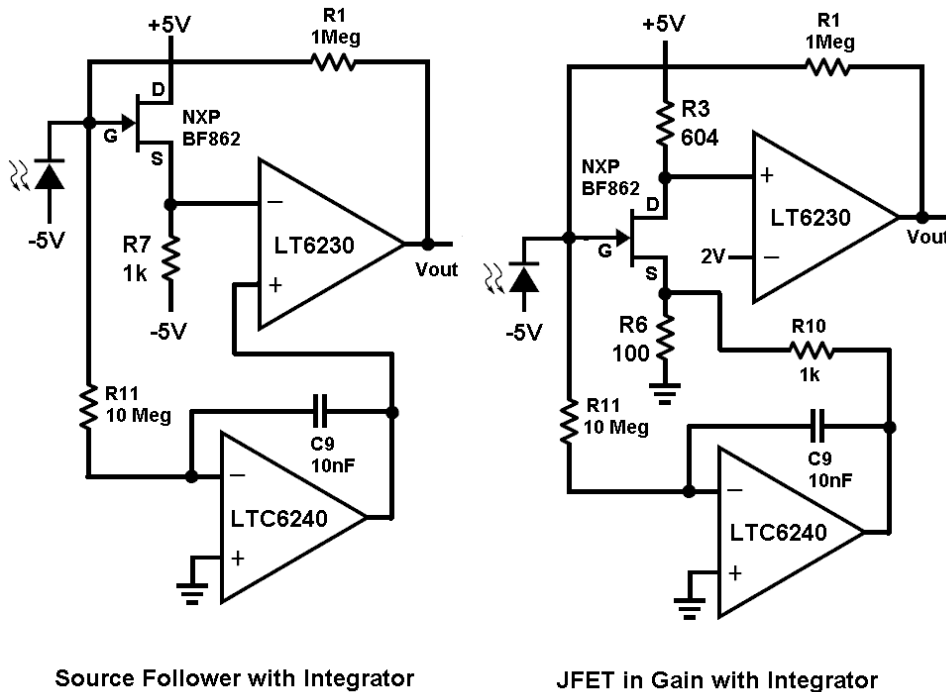 +5V
R1
1Meg
D
NXP
BF862
G
S
-5V
R7
1k
-5V
−
+
LT6230
Vout
R11
10 Meg
C9
10nF
−
+
LTC6240
Source Follower with Integrator
+5V
R1
1Meg
R3
604
NXP
BF862
D
G
S
-5V
+
2V
−
LT6230
Vout
R6
100
R10
1k
R11
10 Meg
C9
10nF
−
+
LTC6240
JFET in Gain with Integrator